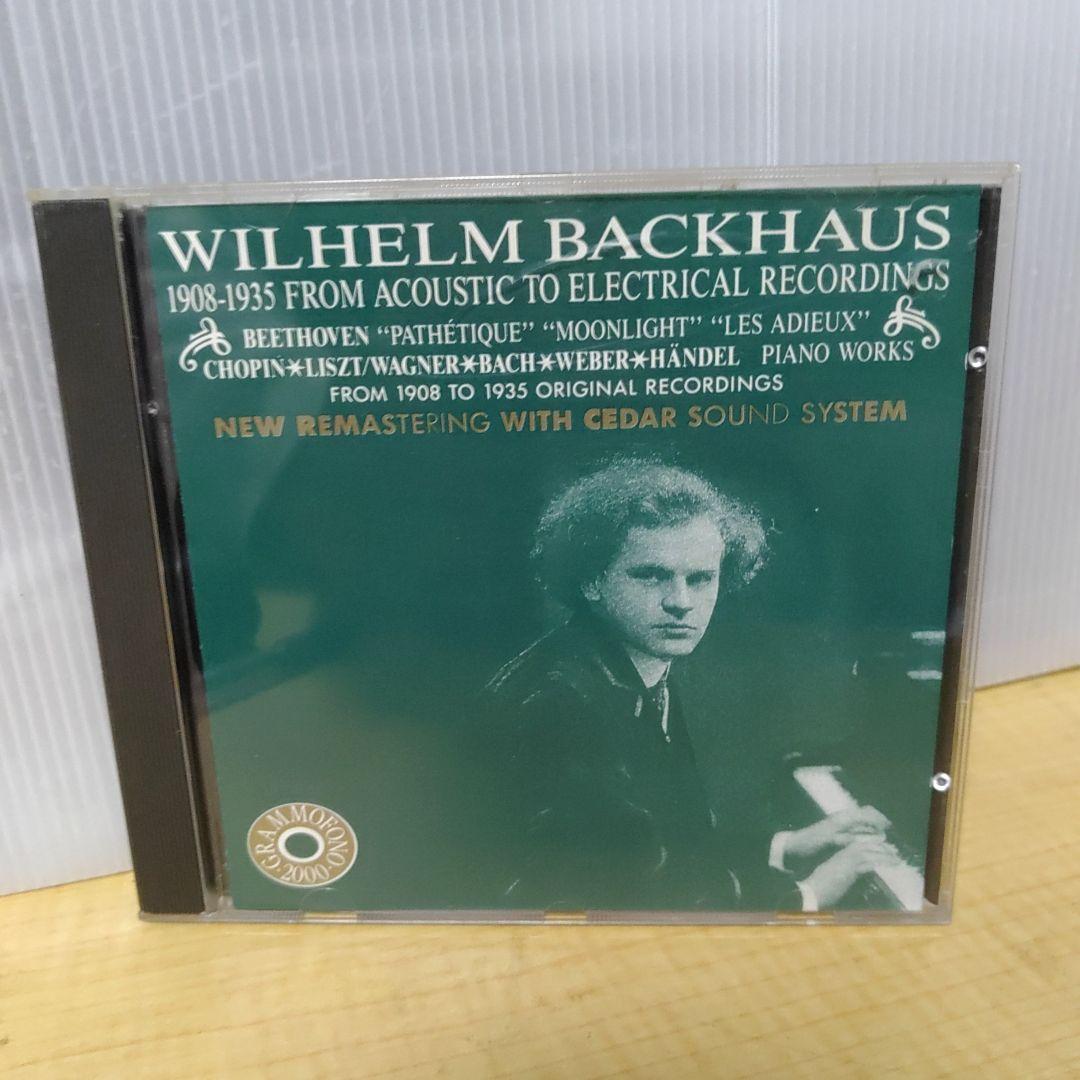 WILHELM BACKHAUS
1908-1935 FROM ACOUSTIC TO ELECTRICAL RECORDINGS
BEETHOVEN “PATHÉTIQUE” “MOONLIGHT” “LES ADIEUX”
CHOPIN✶LISZT/WAGNER✶BACH✶WEBER✶HÄNDEL PIANO WORKS
FROM 1908 TO 1935 ORIGINAL RECORDINGS
NEW REMASTERING WITH CEDAR SOUND SYSTEM
·G.R.A.M.MOFONO·
2000